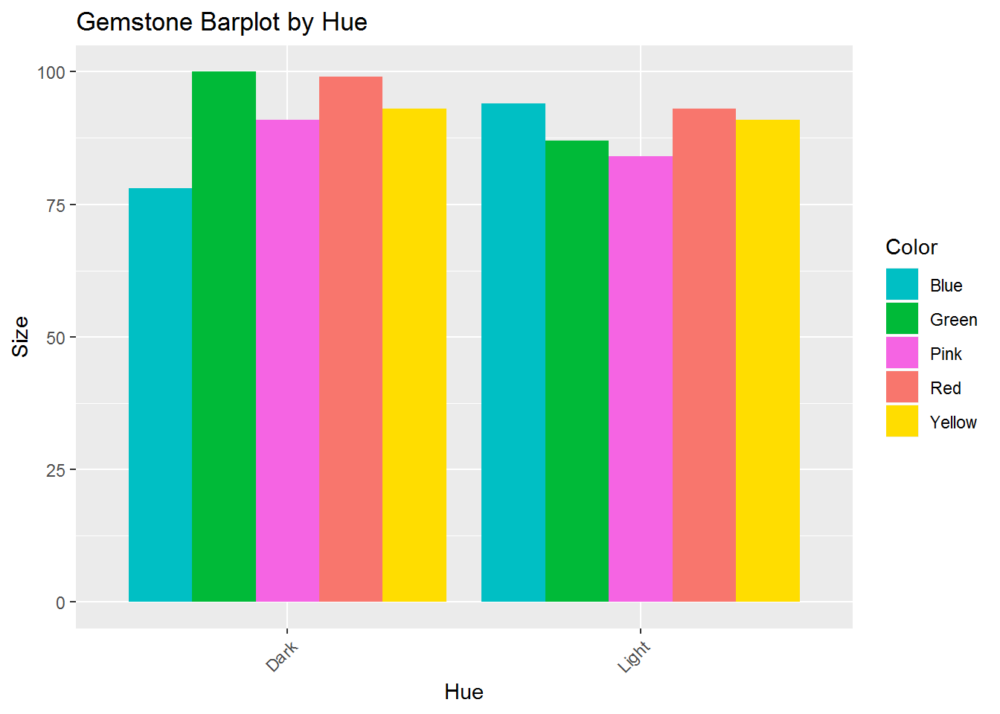 Gemstone Barplot by Hue
100
75
50
25
0
Size
Dark
Light
Hue
Color
Blue
Green
Pink
Red
Yellow